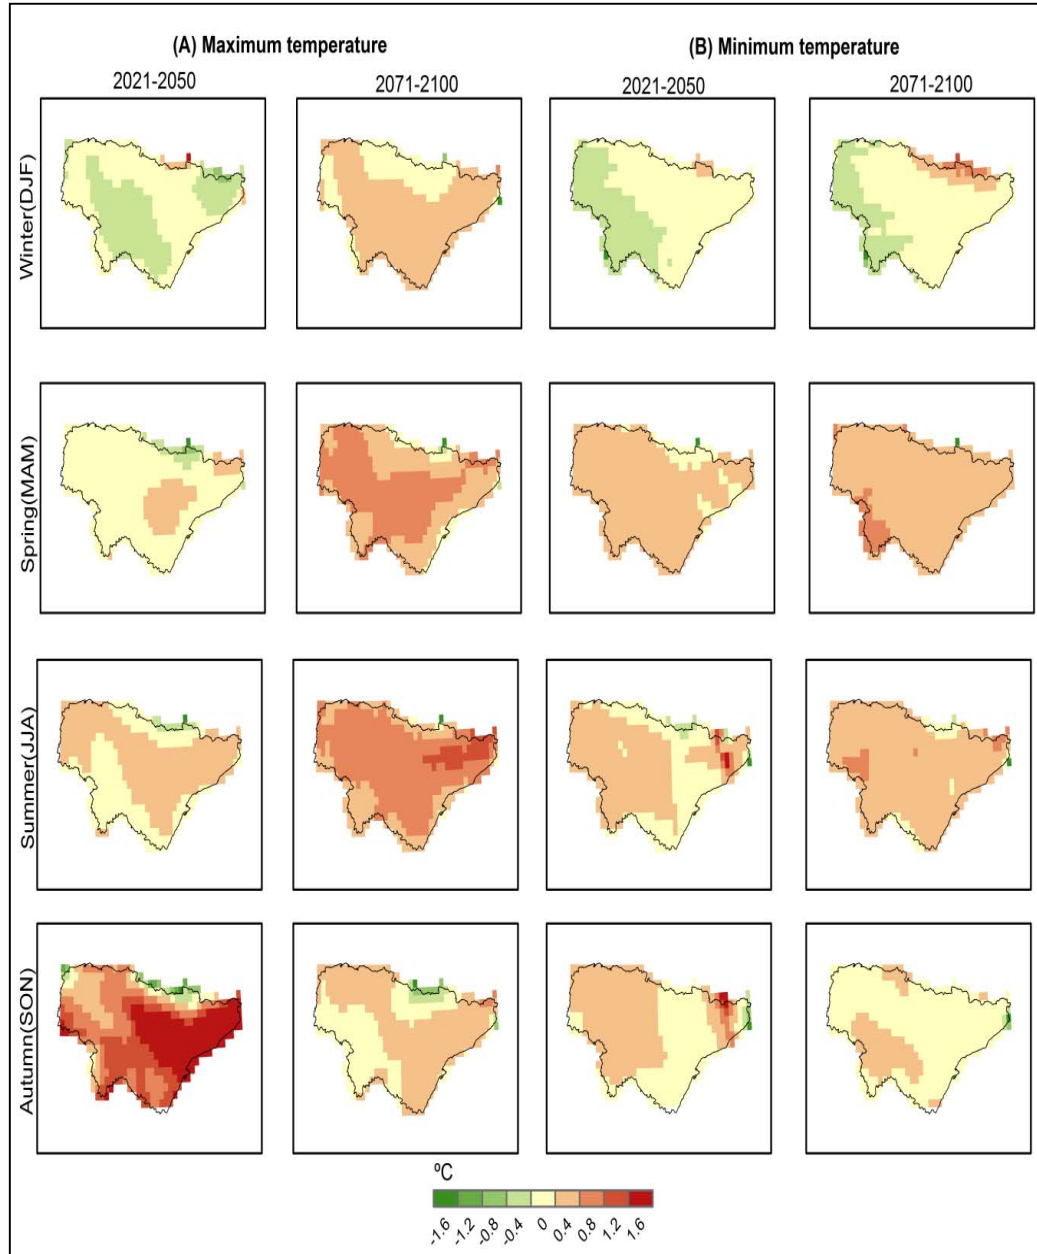 (A) Maximum temperature (B) Minimum temperature
2021-2050 2071-2100 2021-2050 2071-2100
Winter(DJF)
Spring(MAM)
Summer(JJA)
Autumn(SON)
ºC
-1.6 -1.2 -0.8 -0.4 0 0.4 0.8 1.2 1.6